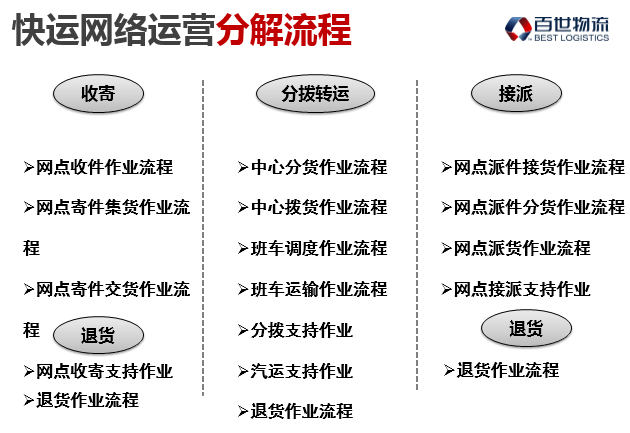 快运网络运营分解流程
百世物流
BEST LOGISTICS
收寄
➢网点收件作业流程
➢网点寄件集货作业流
程
➢网点寄件交货作业流
程
退货
➢网点收寄支持作业
➢退货作业流程
分拨转运
➢中心分货作业流程
➢中心拨货作业流程
➢班车调度作业流程
➢班车运输作业流程
➢分拨支持作业
➢汽运支持作业
➢退货作业流程
接派
➢网点派件接货作业流程
➢网点派件分货作业流程
➢网点派货作业流程
➢网点接派支持作业
退货
➢退货作业流程